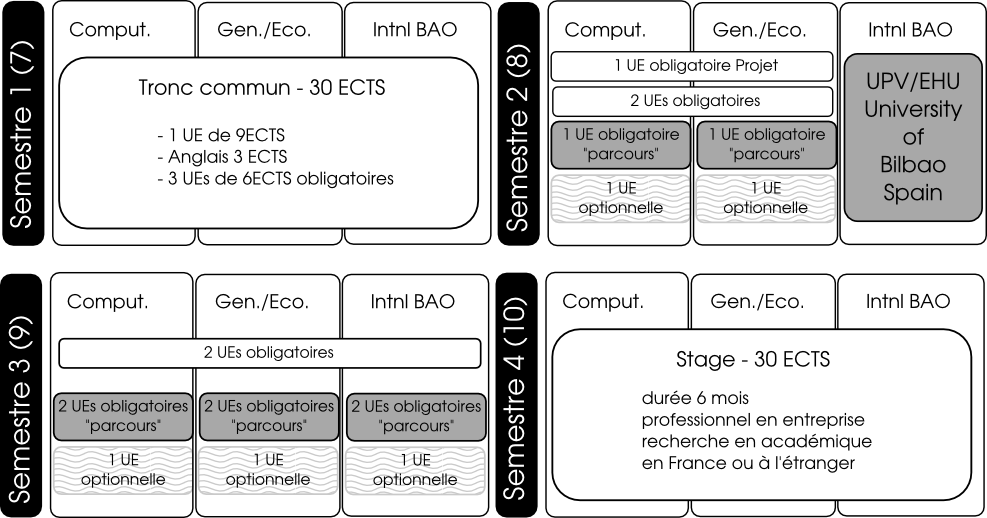 Semestre 1 (7)
Comput.
Gen./Eco.
Intnl BAO
Tronc commun - 30 ECTS
- 1 UE de 9ECTS
- Anglais 3 ECTS
- 3 UEs de 6ECTS obligatoires
Semestre 2 (8)
Comput.
Gen./Eco.
Intnl BAO
1 UE obligatoire Projet
2 UEs obligatoires
1 UE obligatoire
"parcours"
1 UE obligatoire
"parcours"
1 UE
optionnelle
1 UE
optionnelle
UPV/EHU
University
of
Bilbao
Spain
Semestre 3 (9)
Comput.
Gen./Eco.
Intnl BAO
2 UEs obligatoires
2 UEs obligatoires
"parcours"
2 UEs obligatoires
"parcours"
2 UEs obligatoires
"parcours"
1 UE
optionnelle
1 UE
optionnelle
1 UE
optionnelle
Semestre 4 (10)
Comput.
Gen./Eco.
Intnl BAO
Stage - 30 ECTS
durée 6 mois
professionnel en entreprise
recherche en académique
en France ou à l'étranger